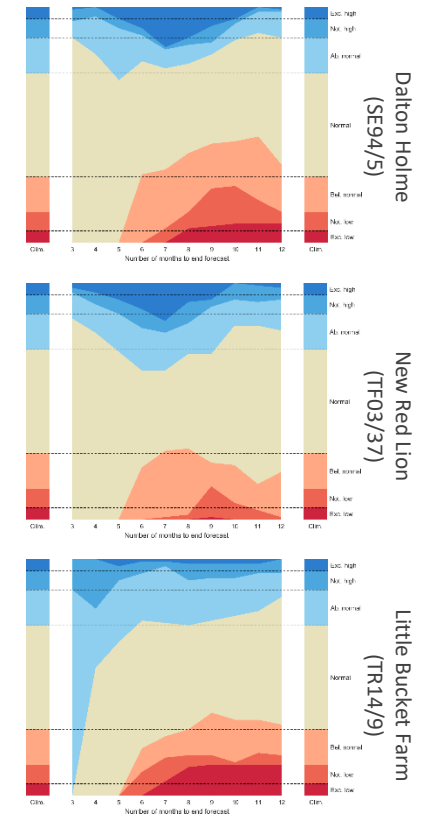 Exc. high
Not. high
Ab. normal
Normal
Bel. normal
Not. low
Exc. low
Clim. 3 4 5 6 7 8 9 10 11 12 Clim.
Number of months to end forecast
Dalton Holme
(SE94/5)
Exc. high
Not. high
Ab. normal
Normal
Bel. normal
Not. low
Exc. low
Clim. 3 4 5 6 7 8 9 10 11 12 Clim.
Number of months to end forecast
New Red Lion
(TF03/37)
Exc. high
Not. high
Ab. normal
Normal
Bel. normal
Not. low
Exc. low
Clim. 3 4 5 6 7 8 9 10 11 12 Clim.
Number of months to end forecast
Little Bucket Farm
(TR14/9)